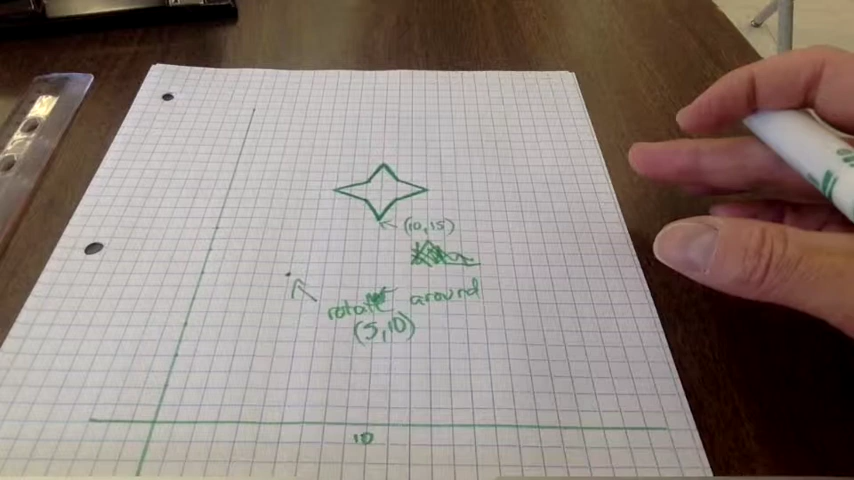 (10,15)
rotate around
(5,10)
10